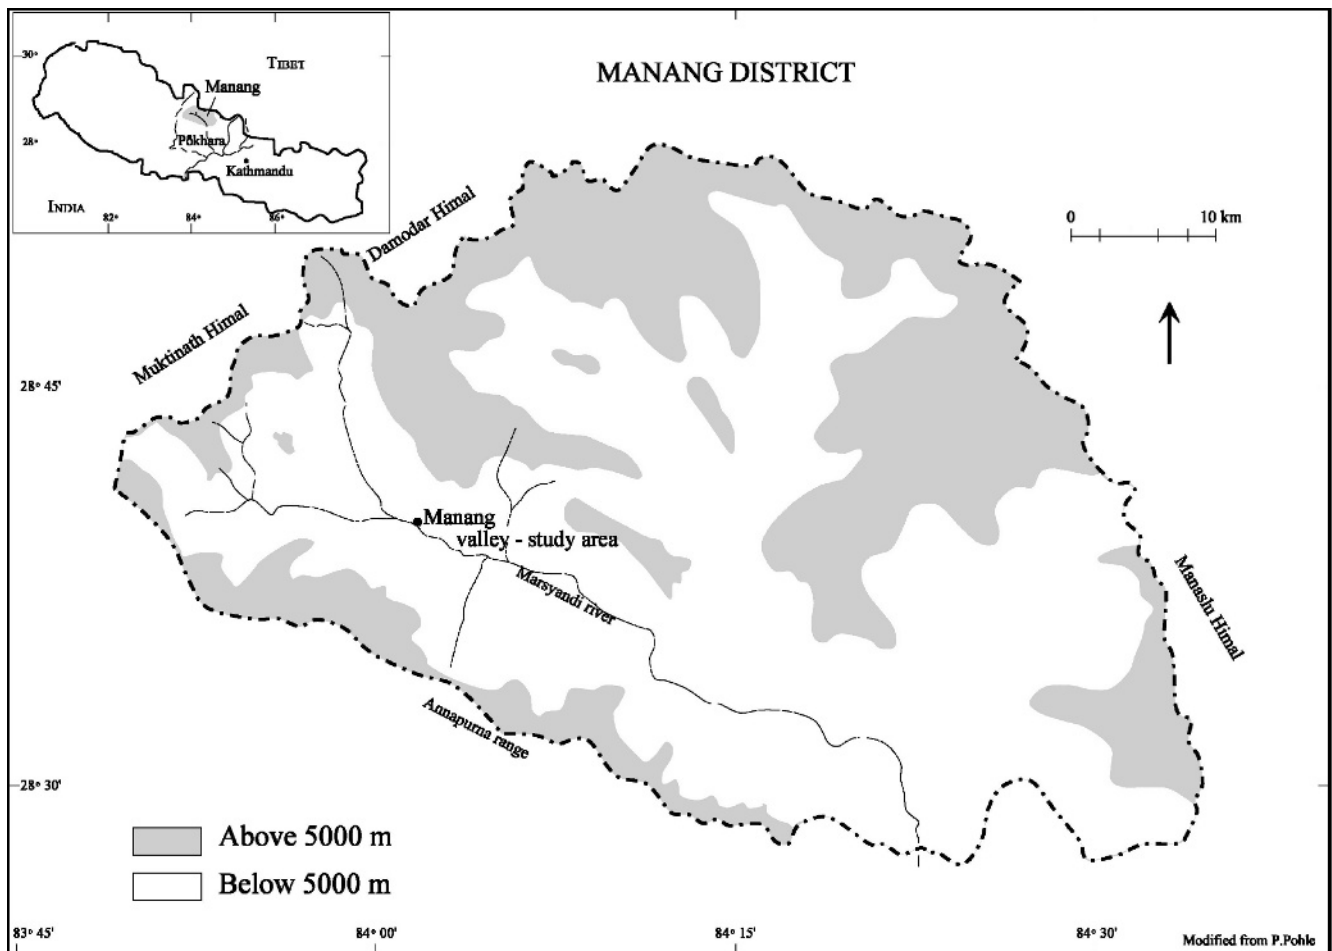 30°
TIBET
Manang
28°
Pokhara
Kathmandu
INDIA
82°
84°
86°
MANANG DISTRICT
0 10 km
Damodar Himal
Muktinath Himal
28° 45'
Manang
valley - study area
Marsyandi river
Manaslu Himal
Annapurna range
28° 30'
Above 5000 m
Below 5000 m
83° 45'
84° 00'
84° 15'
84° 30'
Modified from P.Pohle